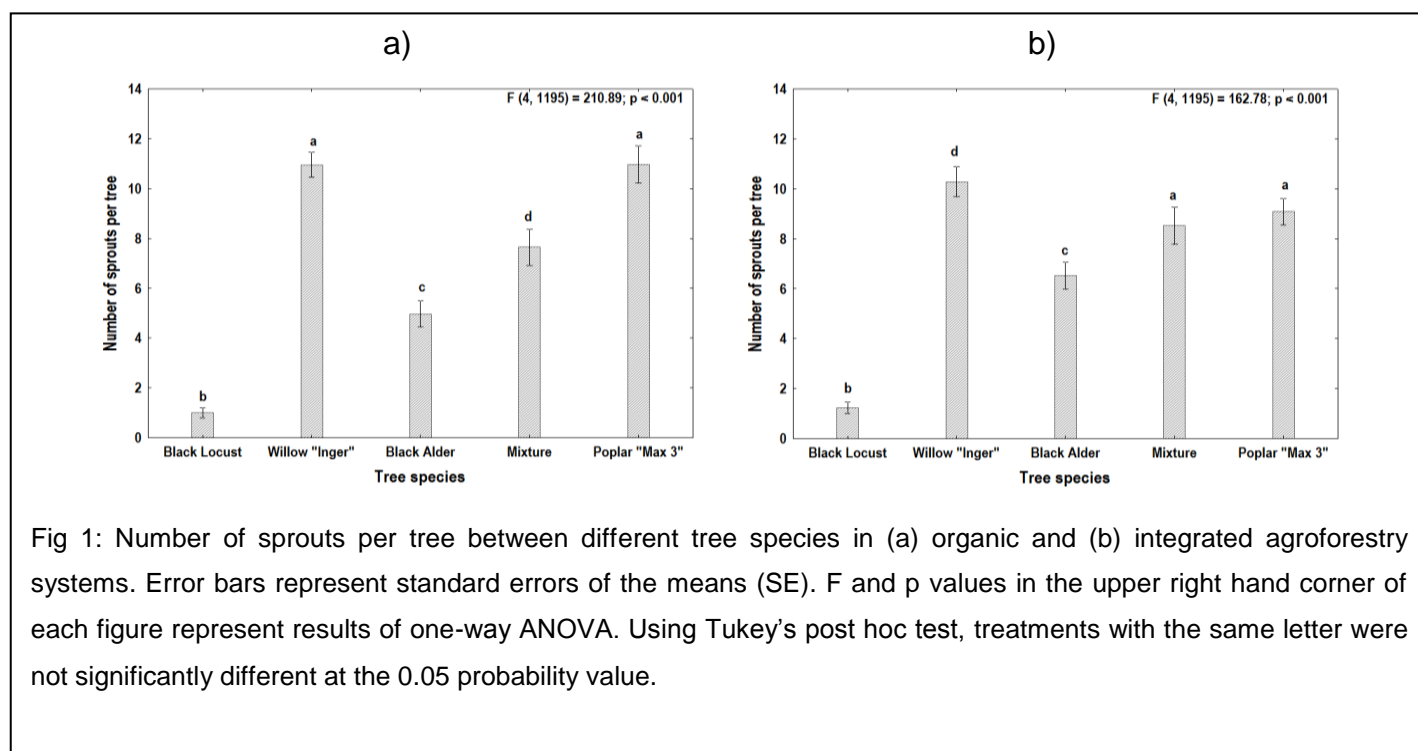 a)
F (4, 1195) = 210.89; p < 0.001
Number of sprouts per tree
14
12
10
8
6
4
2
0
b
a
c
d
a
Black Locust Willow "Inger" Black Alder Mixture Poplar "Max 3"
Tree species
b)
F (4, 1195) = 162.78; p < 0.001
Number of sprouts per tree
14
12
10
8
6
4
2
0
b
d
c
a
a
Black Locust Willow "Inger" Black Alder Mixture Poplar "Max 3"
Tree species
Fig 1: Number of sprouts per tree between different tree species in (a) organic and (b) integrated agroforestry
systems. Error bars represent standard errors of the means (SE). F and p values in the upper right hand corner of
each figure represent results of one-way ANOVA. Using Tukey's post hoc test, treatments with the same letter were
not significantly different at the 0.05 probability value.